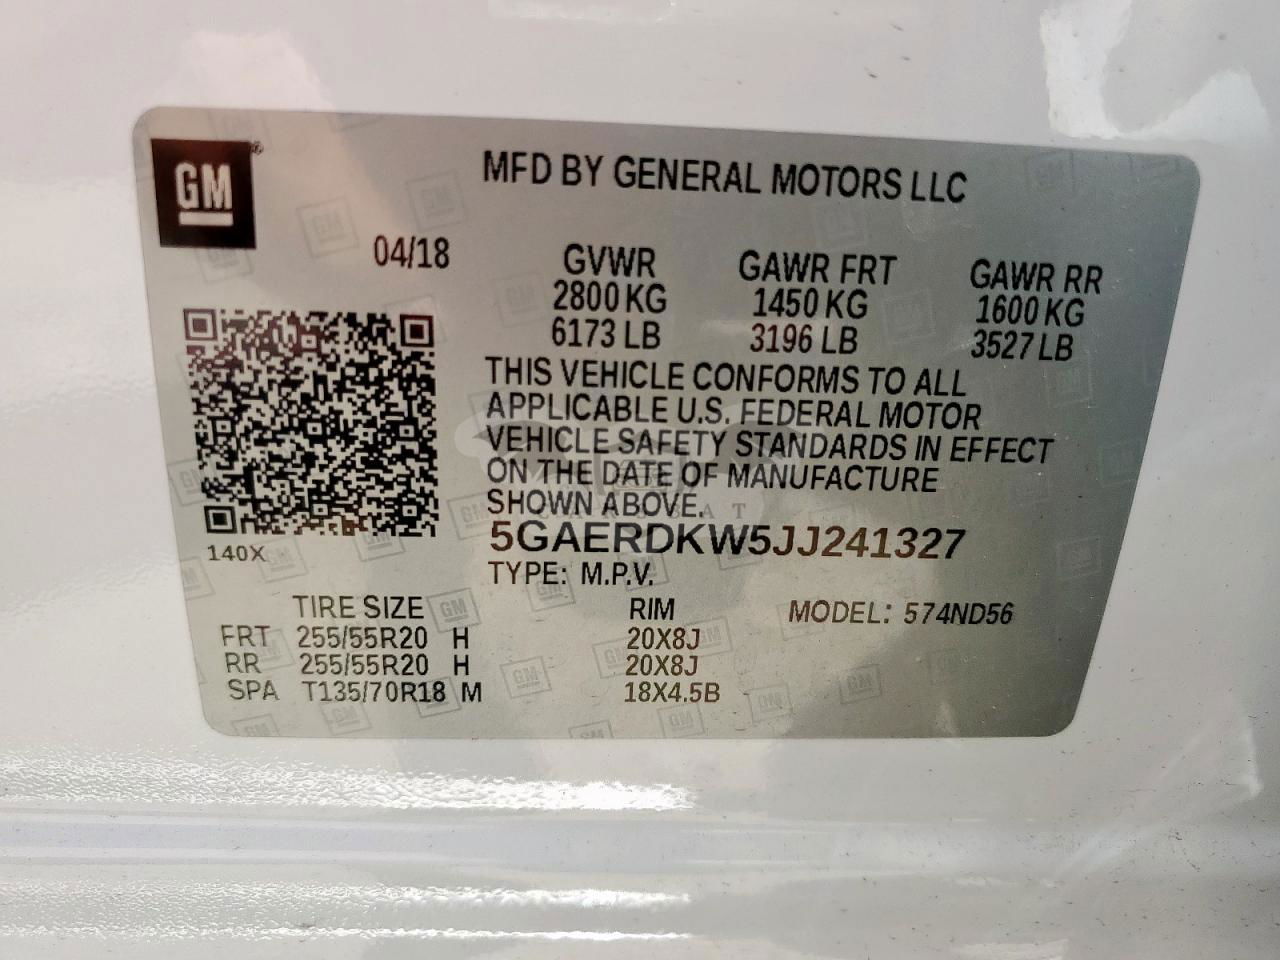 GM
MFD BY GENERAL MOTORS LLC
04/18 GVWR GAWR FRT GAWR RR
2800 KG 1450 KG 1600 KG
6173 LB 3196 LB 3527 LB
THIS VEHICLE CONFORMS TO ALL
APPLICABLE U.S. FEDERAL MOTOR
VEHICLE SAFETY STANDARDS IN EFFECT
ON THE DATE OF MANUFACTURE
SHOWN ABOVE.
5GAERDKW5JJ241327
140X
TYPE: M.P.V.
TIRE SIZE RIM MODEL: 574ND56
FRT 255/55R20 H 20X8J
RR 255/55R20 H 20X8J
SPA T135/70R18 M 18X4.5B